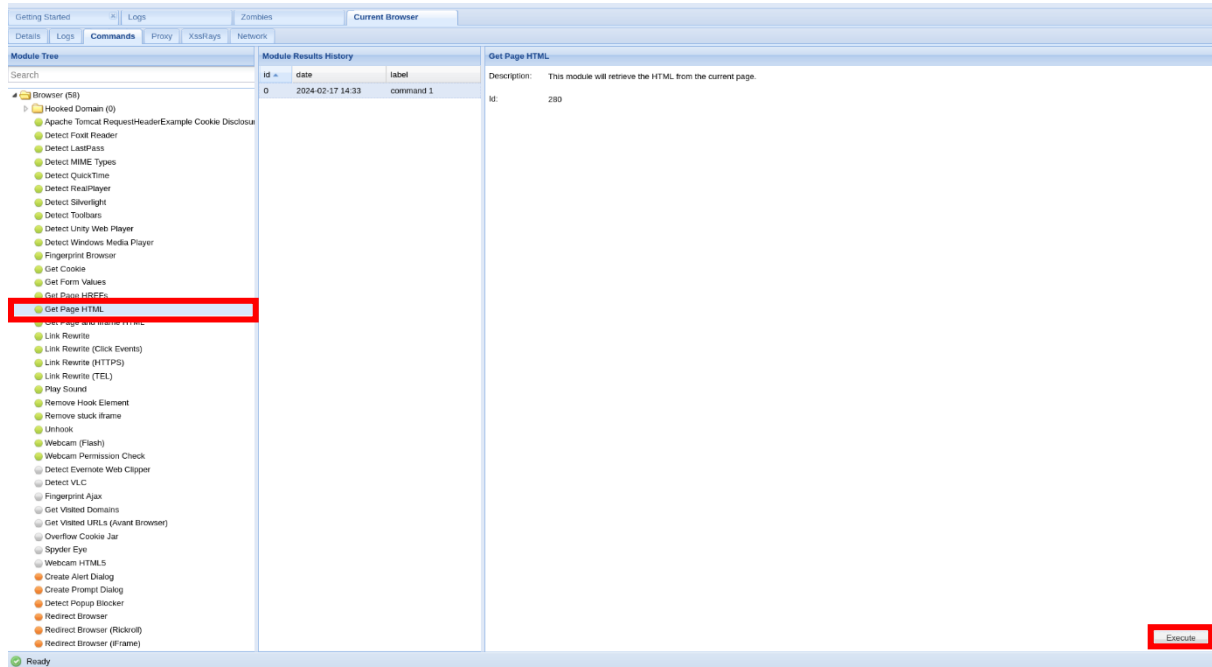 Getting Started Logs Zombies Current Browser
Details Logs Commands Proxy XssRays Network
Module Tree
Search
Browser (58)
Hooked Domain (0)
Apache Tomcat RequestHeaderExample Cookie Disclosur
Detect Foxit Reader
Detect LastPass
Detect MIME Types
Detect QuickTime
Detect RealPlayer
Detect Silverlight
Detect Toolbars
Detect Unity Web Player
Detect Windows Media Player
Fingerprint Browser
Get Cookie
Get Form Values
Get Page HREFs
Get Page HTML
Get Page and iframe HTML
Link Rewrite
Link Rewrite (Click Events)
Link Rewrite (HTTPS)
Link Rewrite (TEL)
Play Sound
Remove Hook Element
Remove stuck iframe
Unhook
Webcam (Flash)
Webcam Permission Check
Detect Evernote Web Clipper
Detect VLC
Fingerprint Ajax
Get Visited Domains
Get Visited URLs (Avant Browser)
Overflow Cookie Jar
Spyder Eye
Webcam HTML5
Create Alert Dialog
Create Prompt Dialog
Detect Popup Blocker
Redirect Browser
Redirect Browser (Rickroll)
Redirect Browser (iFrame)
Module Results History
id date label
0 2024-02-17 14:33 command 1
Get Page HTML
Description: This module will retrieve the HTML from the current page.
Id: 280
Execute
Ready